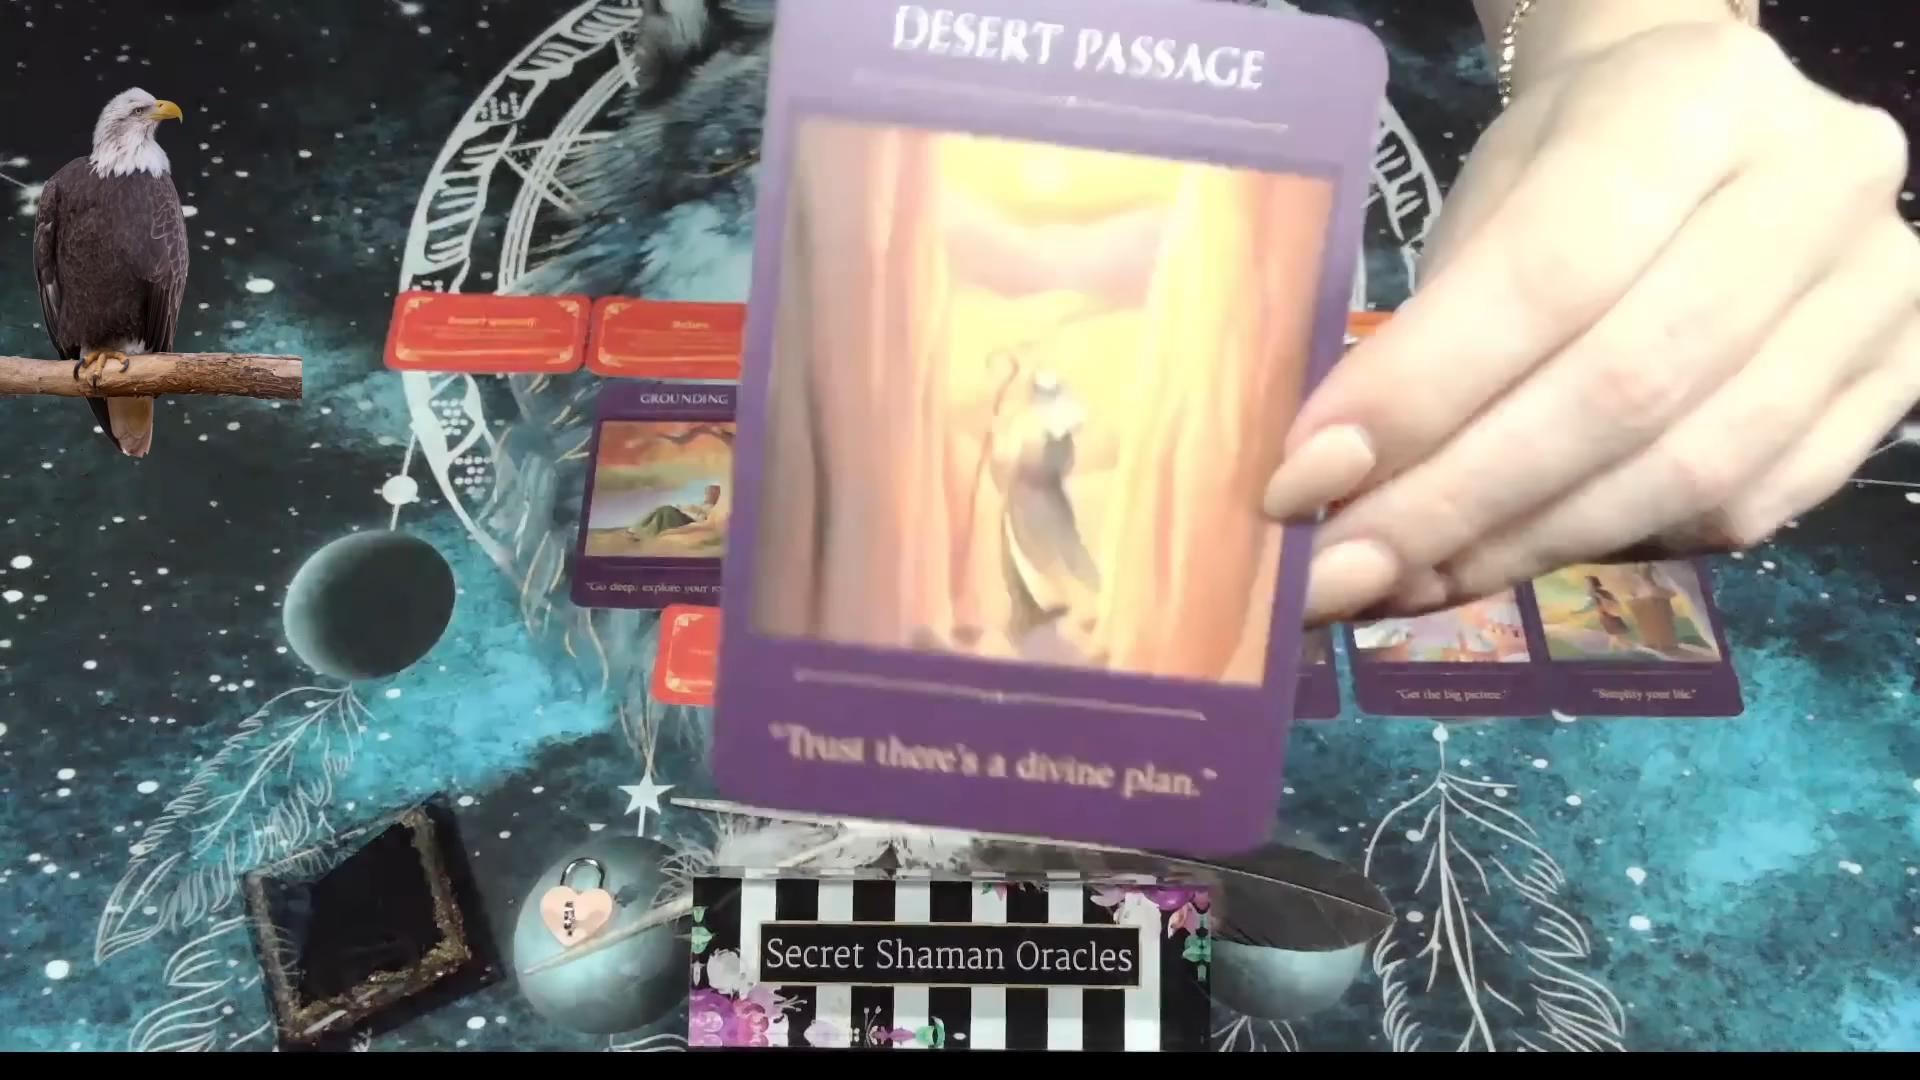 DESERT PASSAGE
GROUNDING
"Go deep; explore your
"Get the big picture."
"Simplify your life."
"Trust there's a divine plan."
Secret Shaman Oracles